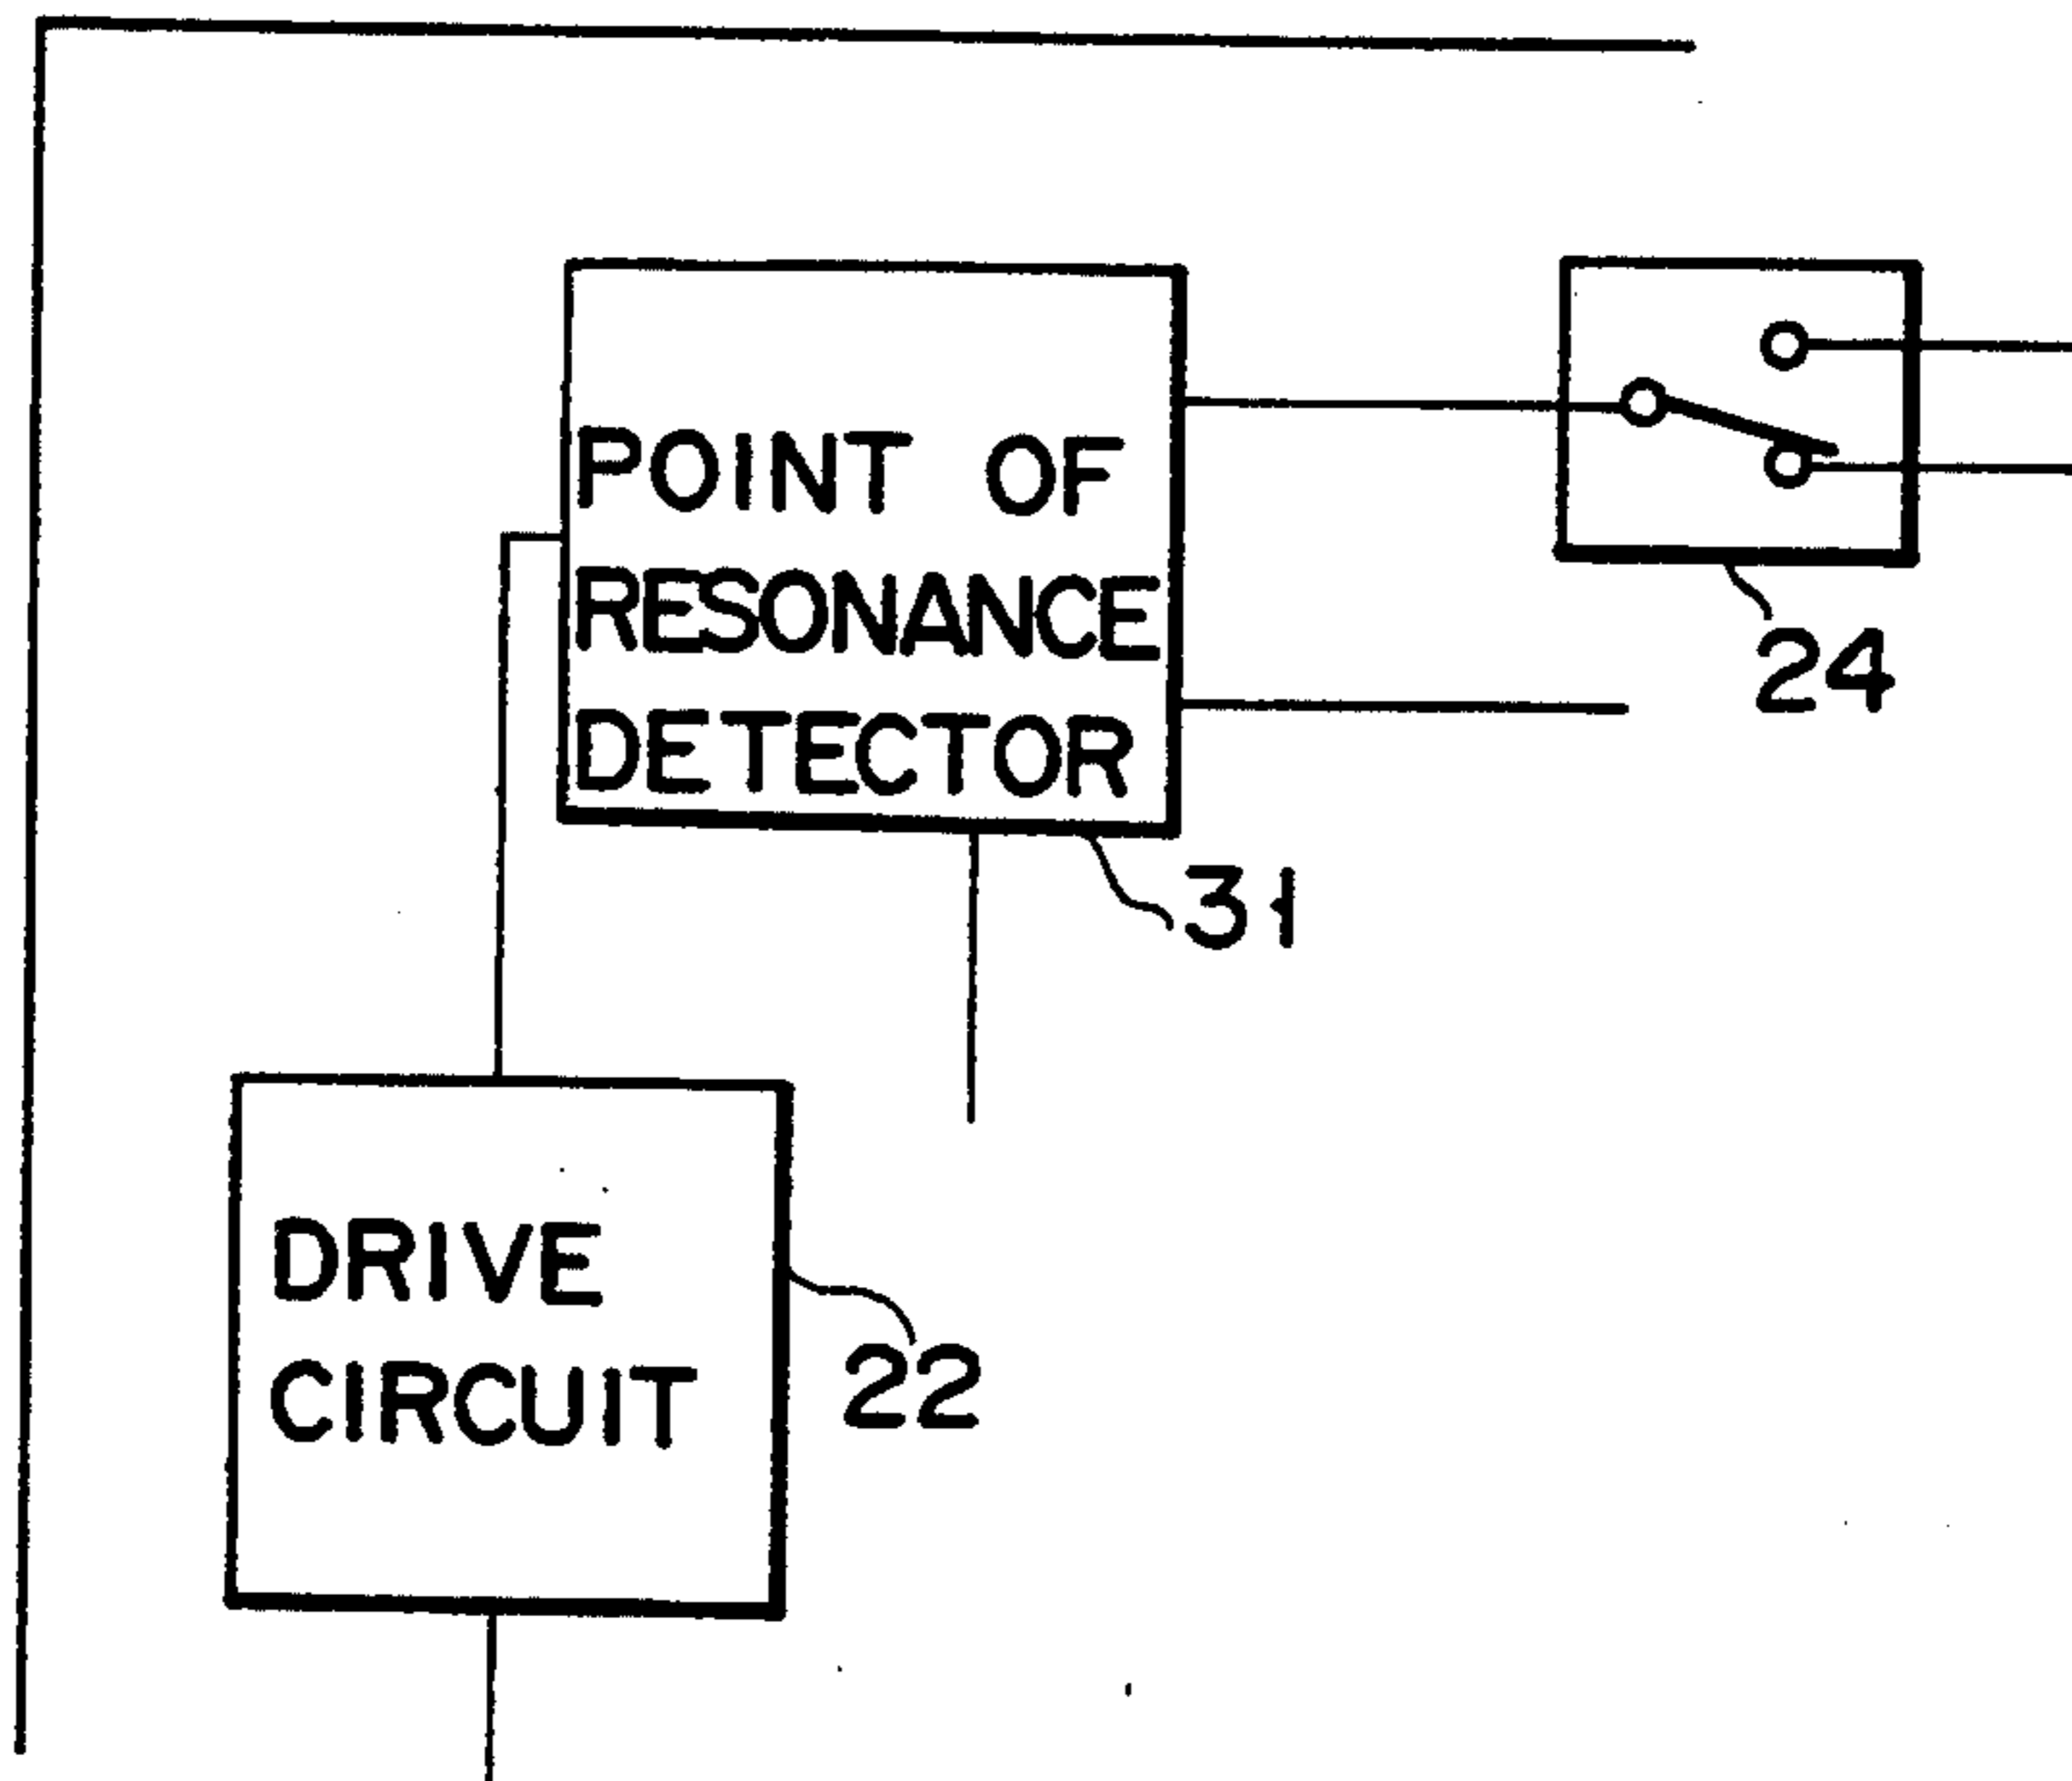 POINT OF
RESONANCE
DETECTOR
24
31
DRIVE
CIRCUIT
22